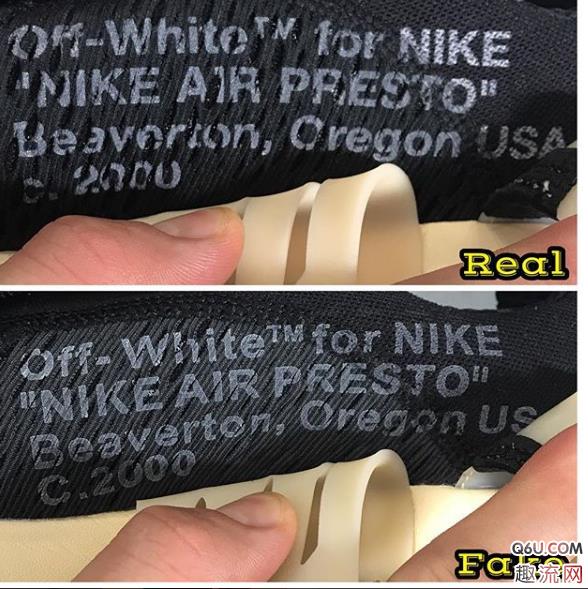 Off-White™ for NIKE
"NIKE AIR PRESTO"
Beaverton, Oregon USA
c. 2000
Real
Off-White™ for NIKE
"NIKE AIR PRESTO"
Beaverton, Oregon US
c.2000
Fake
Q6U.COM
趣流网